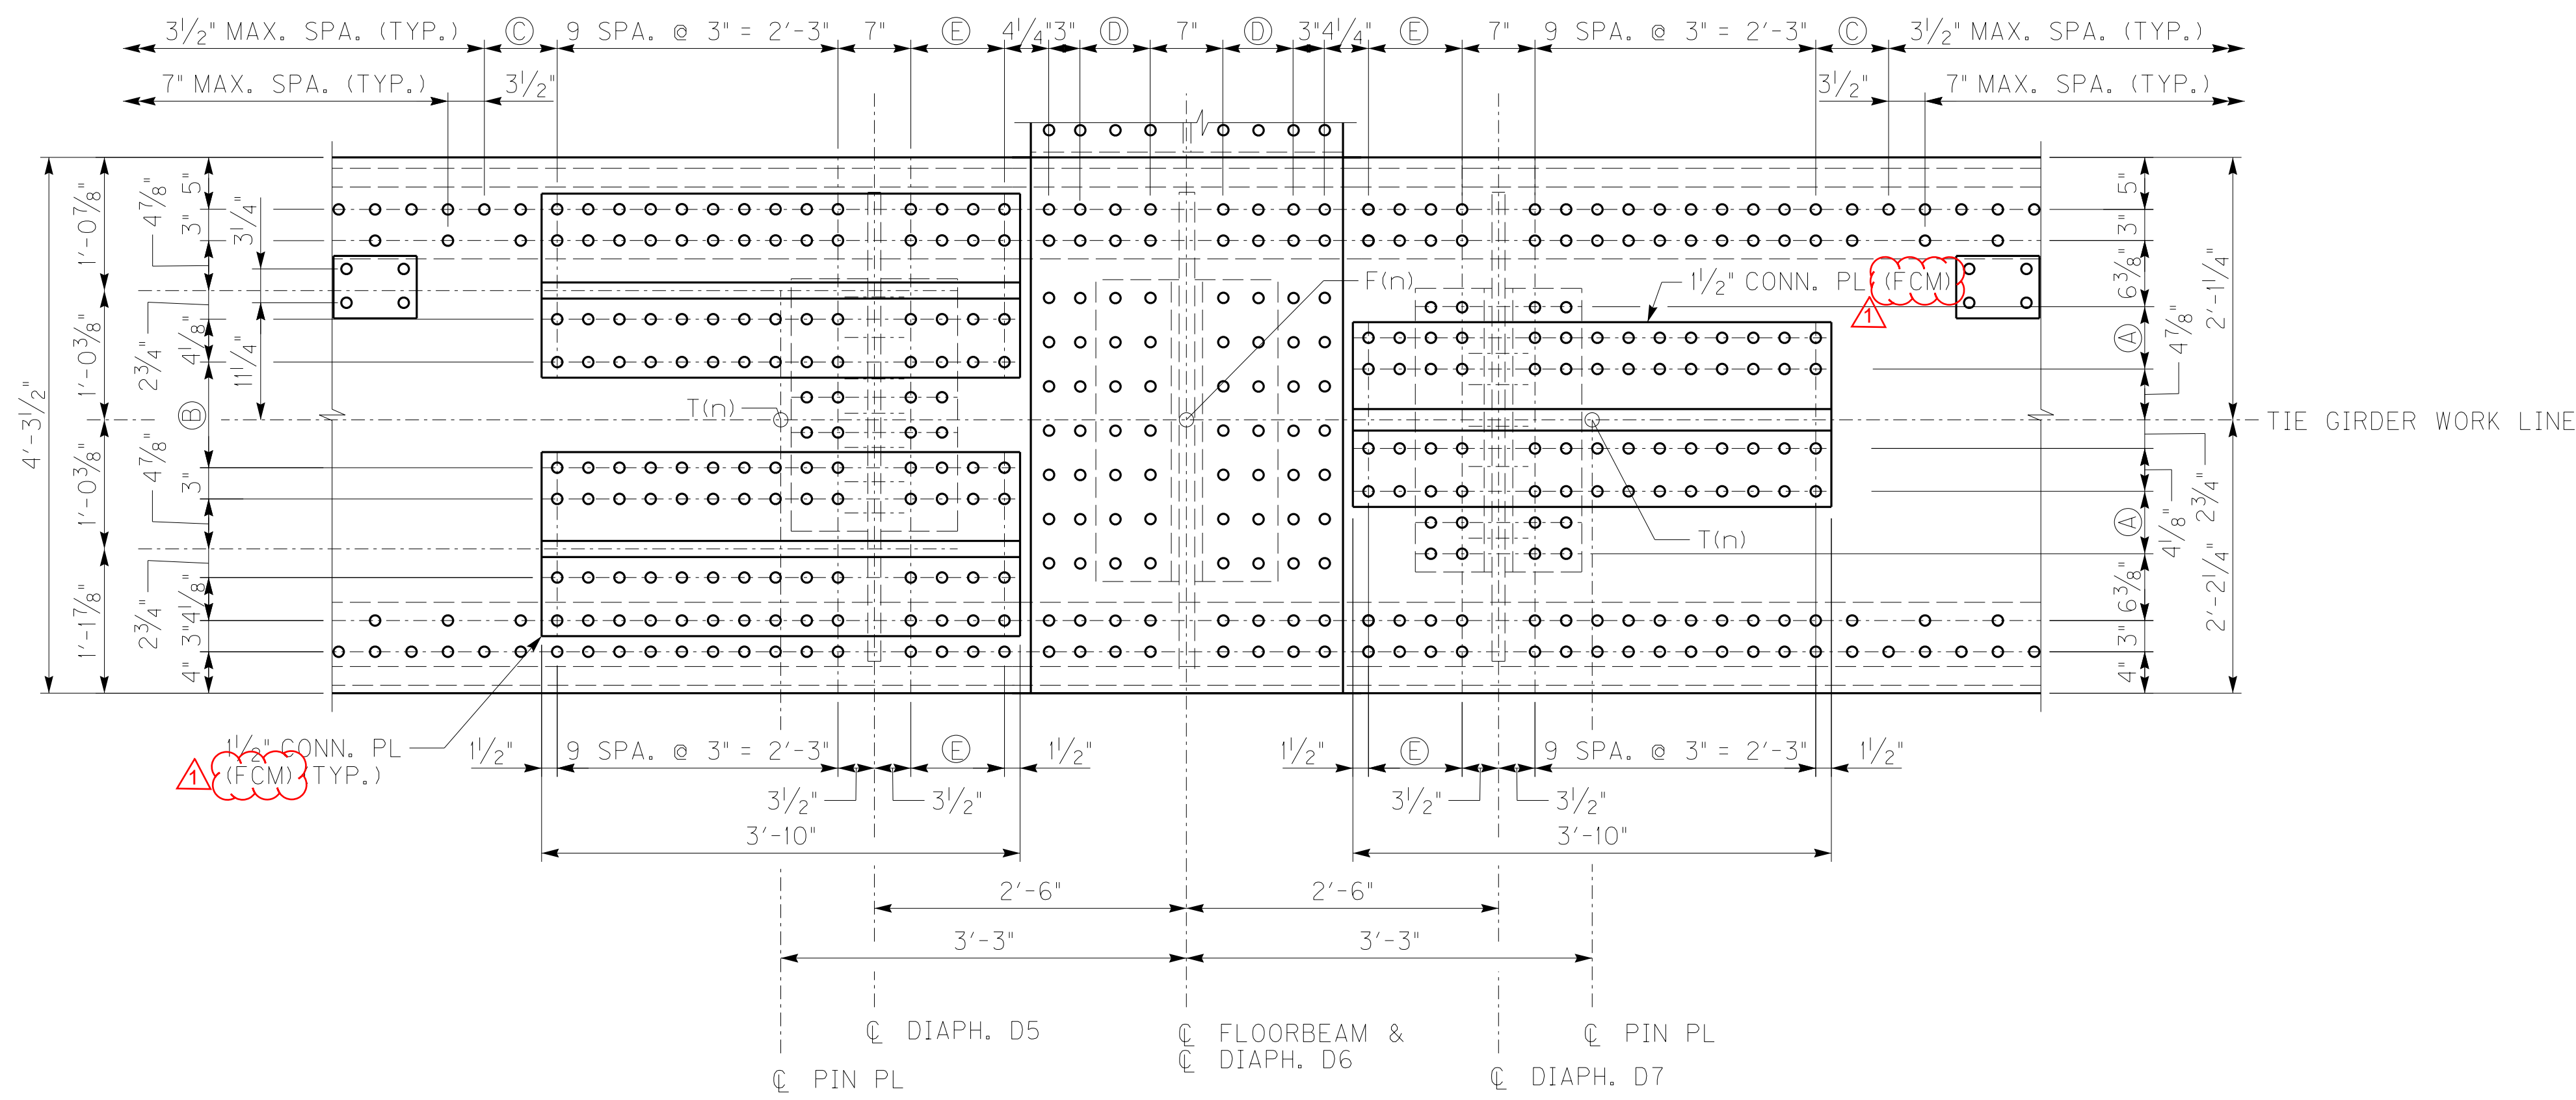 3½" MAX. SPA. (TYP.) Ⓒ 9 SPA. @ 3" = 2'-3" 7" Ⓔ 4¼" 3" Ⓓ 7" Ⓓ 3" 4¼" Ⓔ 7" 9 SPA. @ 3" = 2'-3" Ⓒ 3½" MAX. SPA. (TYP.)
7" MAX. SPA. (TYP.) 3½" 3½" 7" MAX. SPA. (TYP.)
4'-3½"
1'-0⅞"
1'-0⅜"
1'-0⅜"
1'-1⅞"
4⅞"
2¾"
4⅞"
2¾"
5"
3"
4⅛"
Ⓑ
3"
4⅛"
3"
4"
3¼"
11¼"
T(n)
F(n)
1½" CONN. PL (FCM)
1
T(n)
5"
3"
6⅜"
Ⓐ
4⅞"
2¾"
4⅛"
Ⓐ
6⅜"
3"
4"
2'-1¼"
2'-2¼"
TIE GIRDER WORK LINE
1½" CONN. PL
1 (FCM) (TYP.)
1½" 9 SPA. @ 3" = 2'-3" Ⓔ 1½" 1½" Ⓔ 9 SPA. @ 3" = 2'-3" 1½"
3½" 3½" 3½" 3½"
3'-10" 3'-10"
2'-6" 2'-6"
3'-3" 3'-3"
℄ DIAPH. D5
℄ FLOORBEAM &
℄ DIAPH. D6
℄ PIN PL
℄ PIN PL
℄ DIAPH. D7